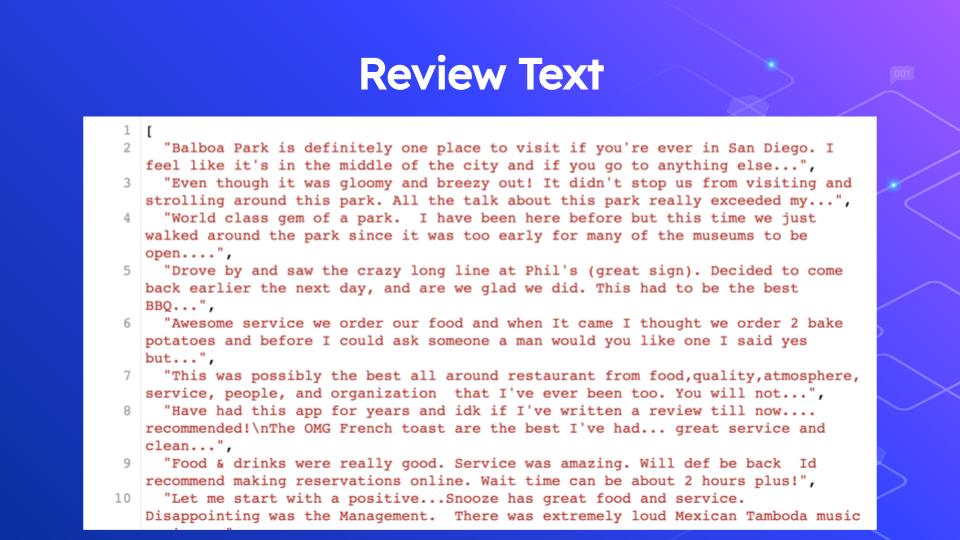 Review Text
001
1 [
2 "Balboa Park is definitely one place to visit if you're ever in San Diego. I
feel like it's in the middle of the city and if you go to anything else...",
3 "Even though it was gloomy and breezy out! It didn't stop us from visiting and
strolling around this park. All the talk about this park really exceeded my...",
4 "World class gem of a park.  I have been here before but this time we just
walked around the park since it was too early for many of the museums to be
open....",
5 "Drove by and saw the crazy long line at Phil's (great sign). Decided to come
back earlier the next day, and are we glad we did. This had to be the best
BBQ...",
6 "Awesome service we order our food and when It came I thought we order 2 bake
potatoes and before I could ask someone a man would you like one I said yes
but...",
7 "This was possibly the best all around restaurant from food,quality,atmosphere,
service, people, and organization  that I've ever been too. You will not...",
8 "Have had this app for years and idk if I've written a review till now....
recommended!\nThe OMG French toast are the best I've had... great service and
clean...",
9 "Food & drinks were really good. Service was amazing. Will def be back  Id
recommend making reservations online. Wait time can be about 2 hours plus!",
10 "Let me start with a positive...Snooze has great food and service.
Disappointing was the Management.  There was extremely loud Mexican Tamboda music